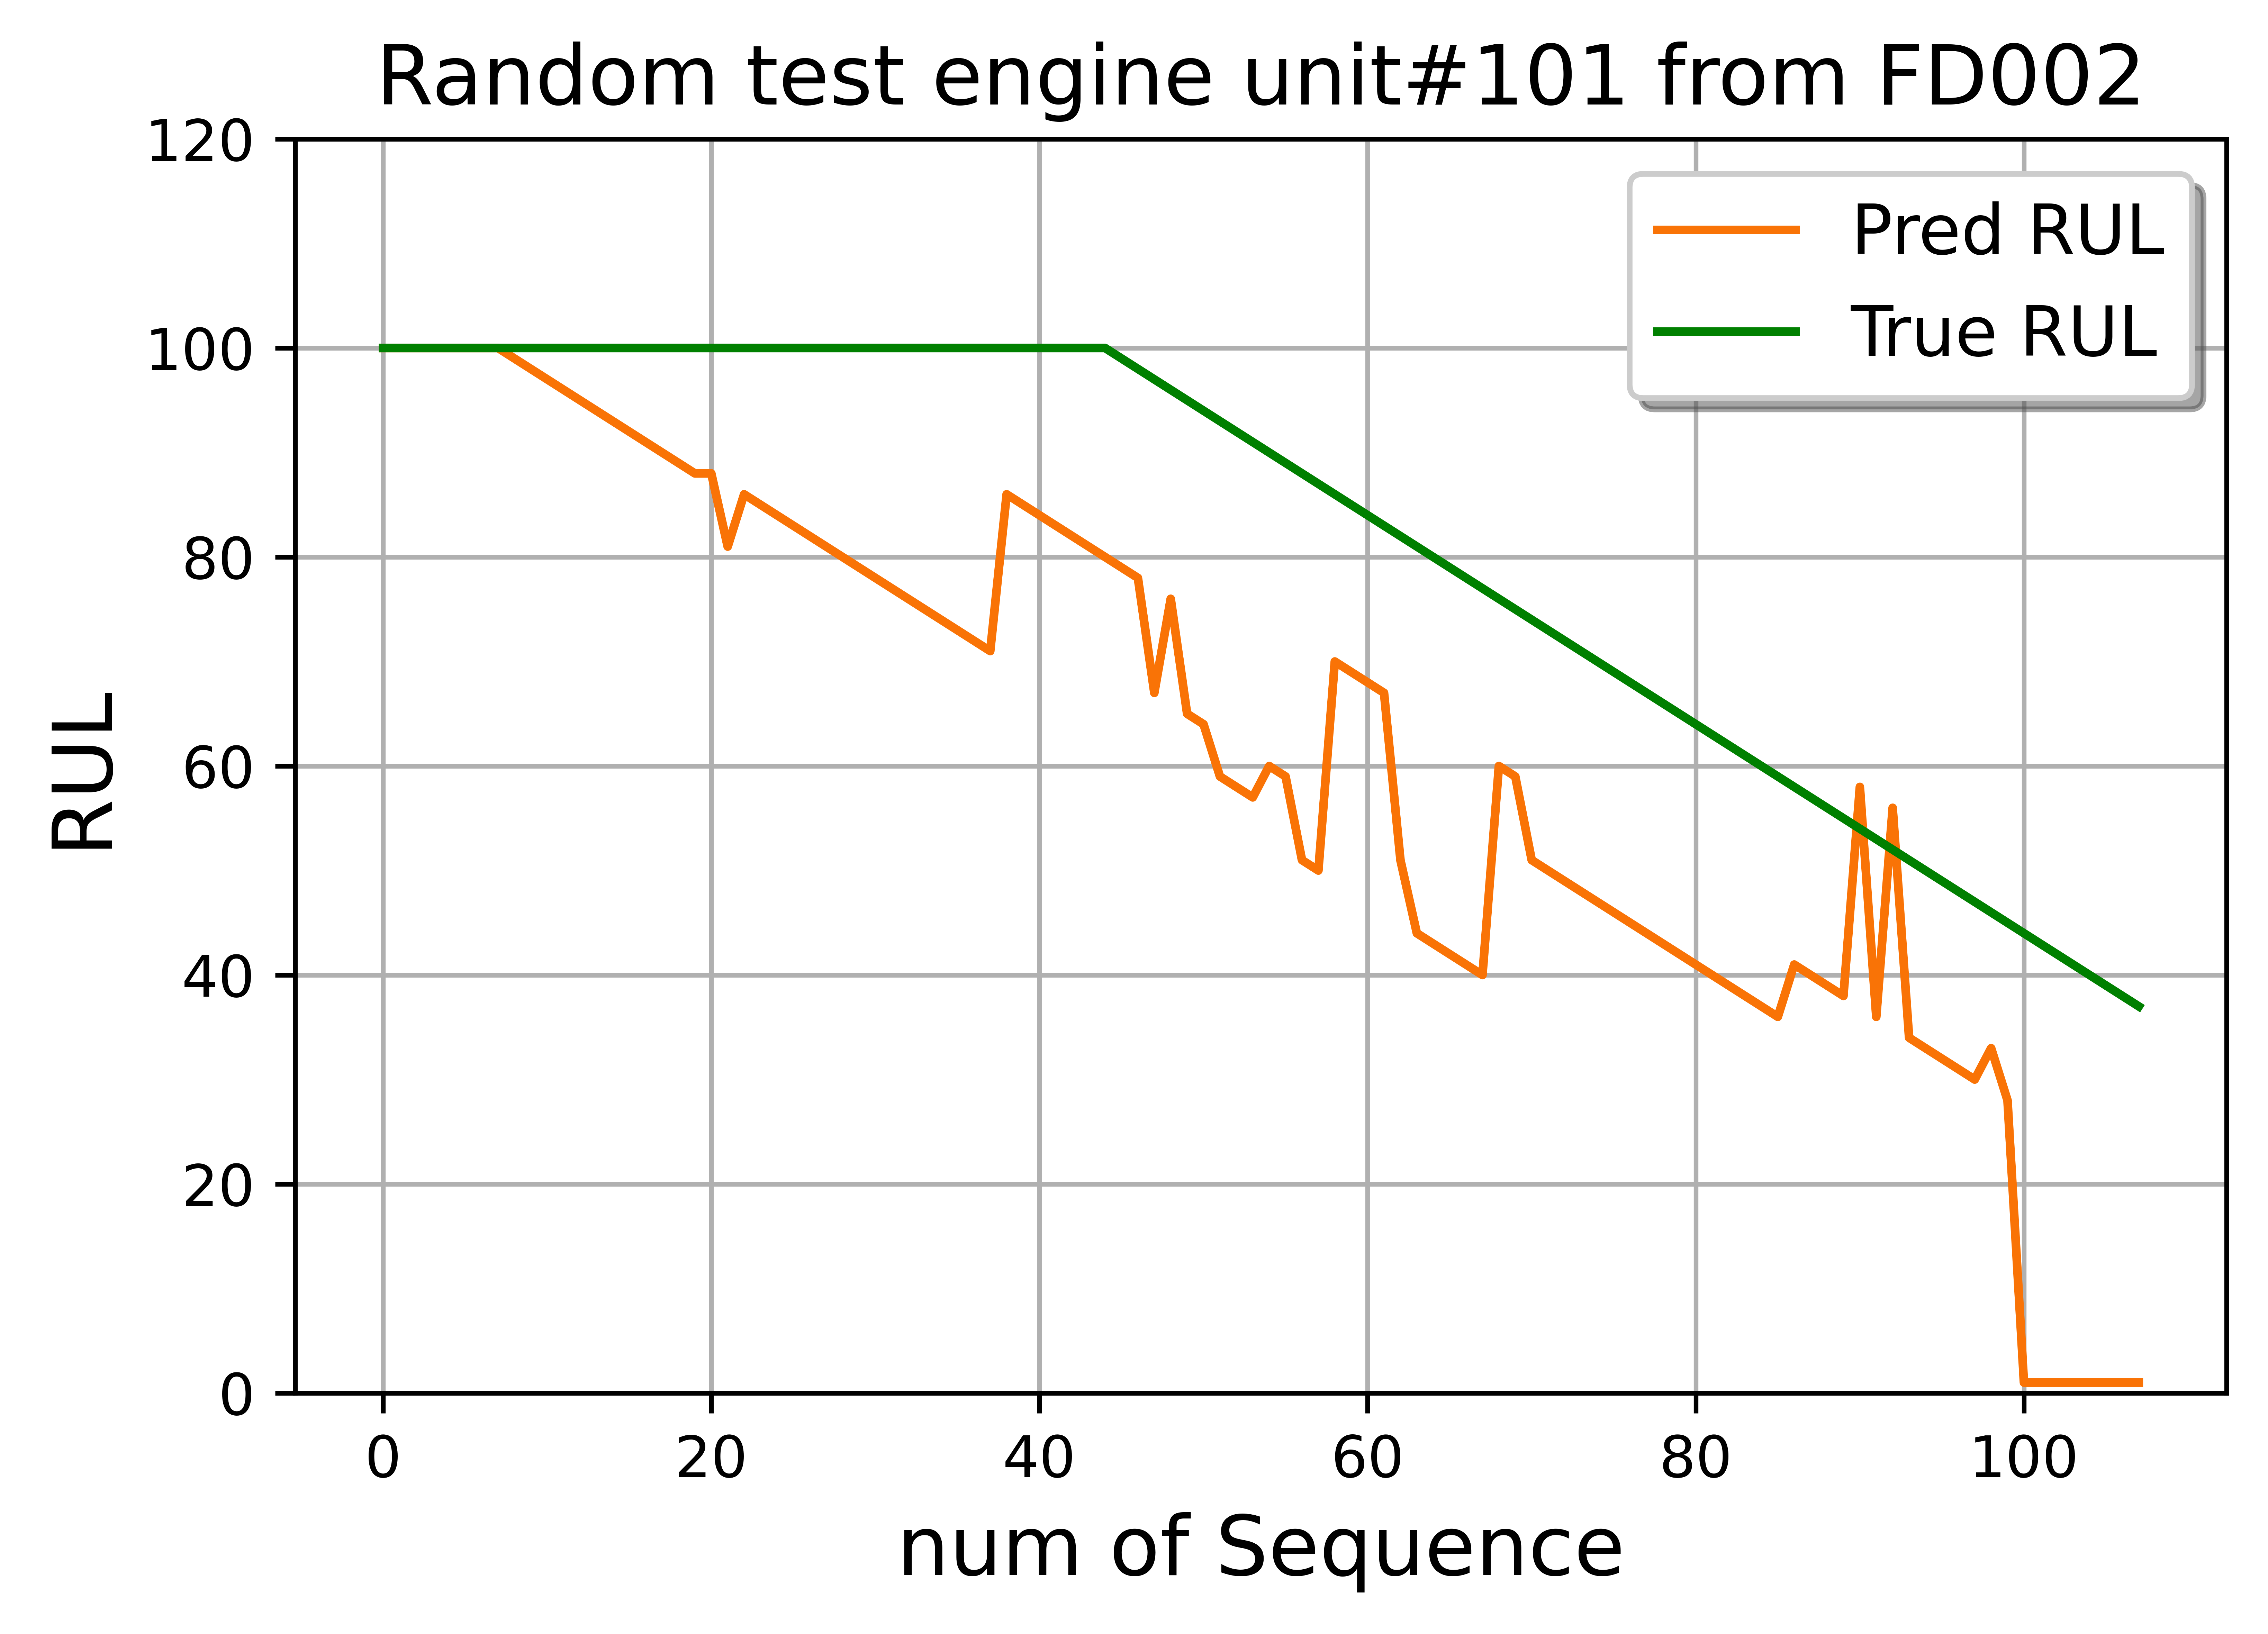 Random test engine unit#101 from FD002
120
100
80
60
40
20
0
RUL
Pred RUL
True RUL
0 20 40 60 80 100
num of Sequence